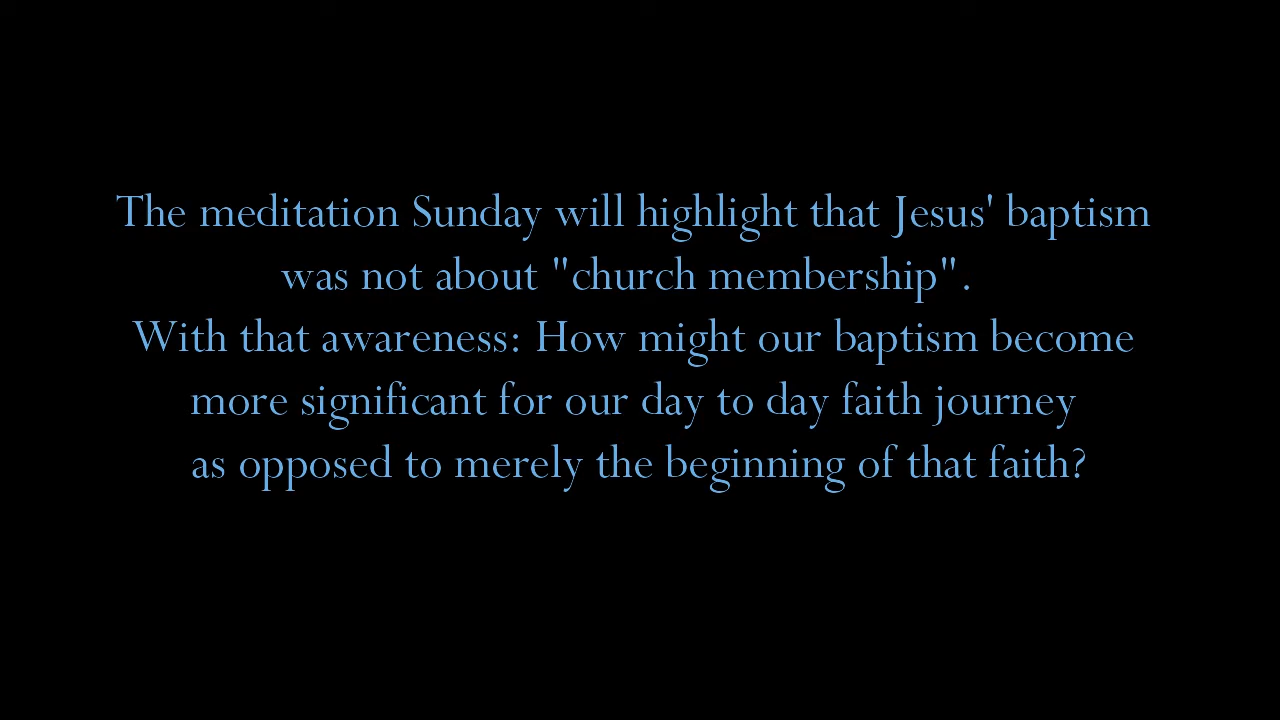 The meditation Sunday will highlight that Jesus' baptism
was not about "church membership".
With that awareness: How might our baptism become
more significant for our day to day faith journey
as opposed to merely the beginning of that faith?